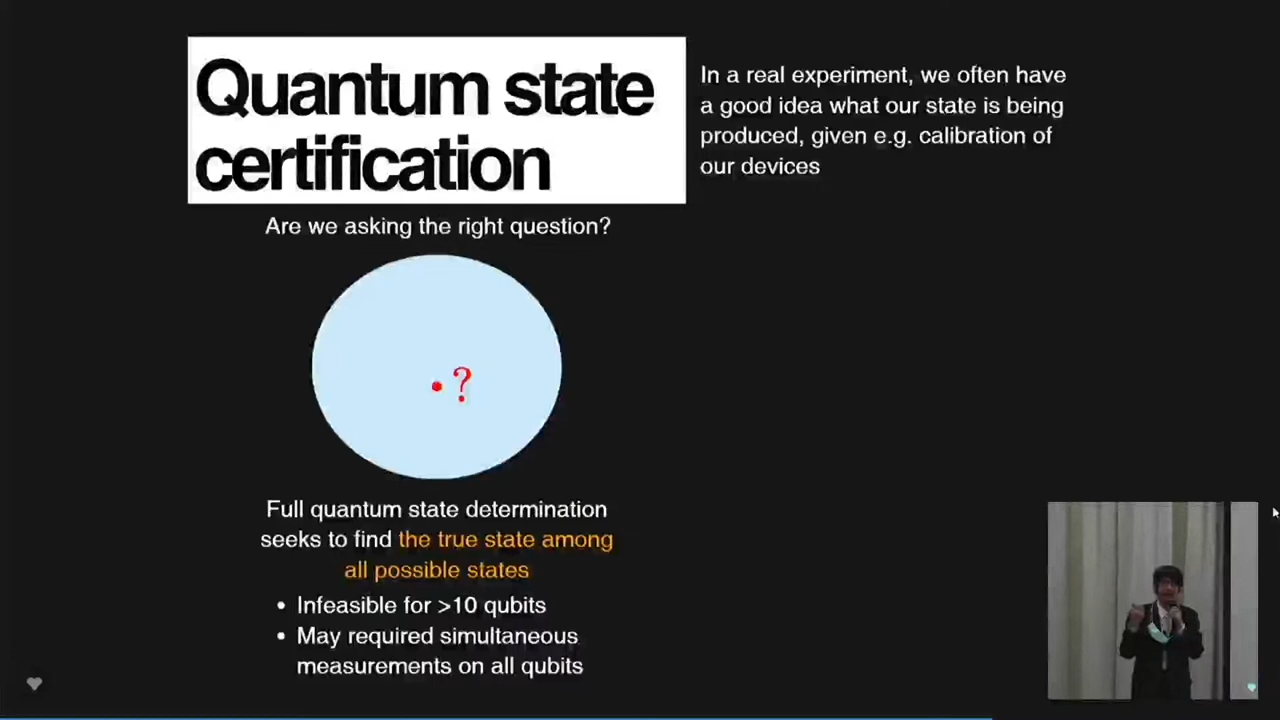 Quantum state
certification
In a real experiment, we often have
a good idea what our state is being
produced, given e.g. calibration of
our devices
Are we asking the right question?
?
Full quantum state determination
seeks to find the true state among
all possible states
• Infeasible for >10 qubits
• May required simultaneous
measurements on all qubits